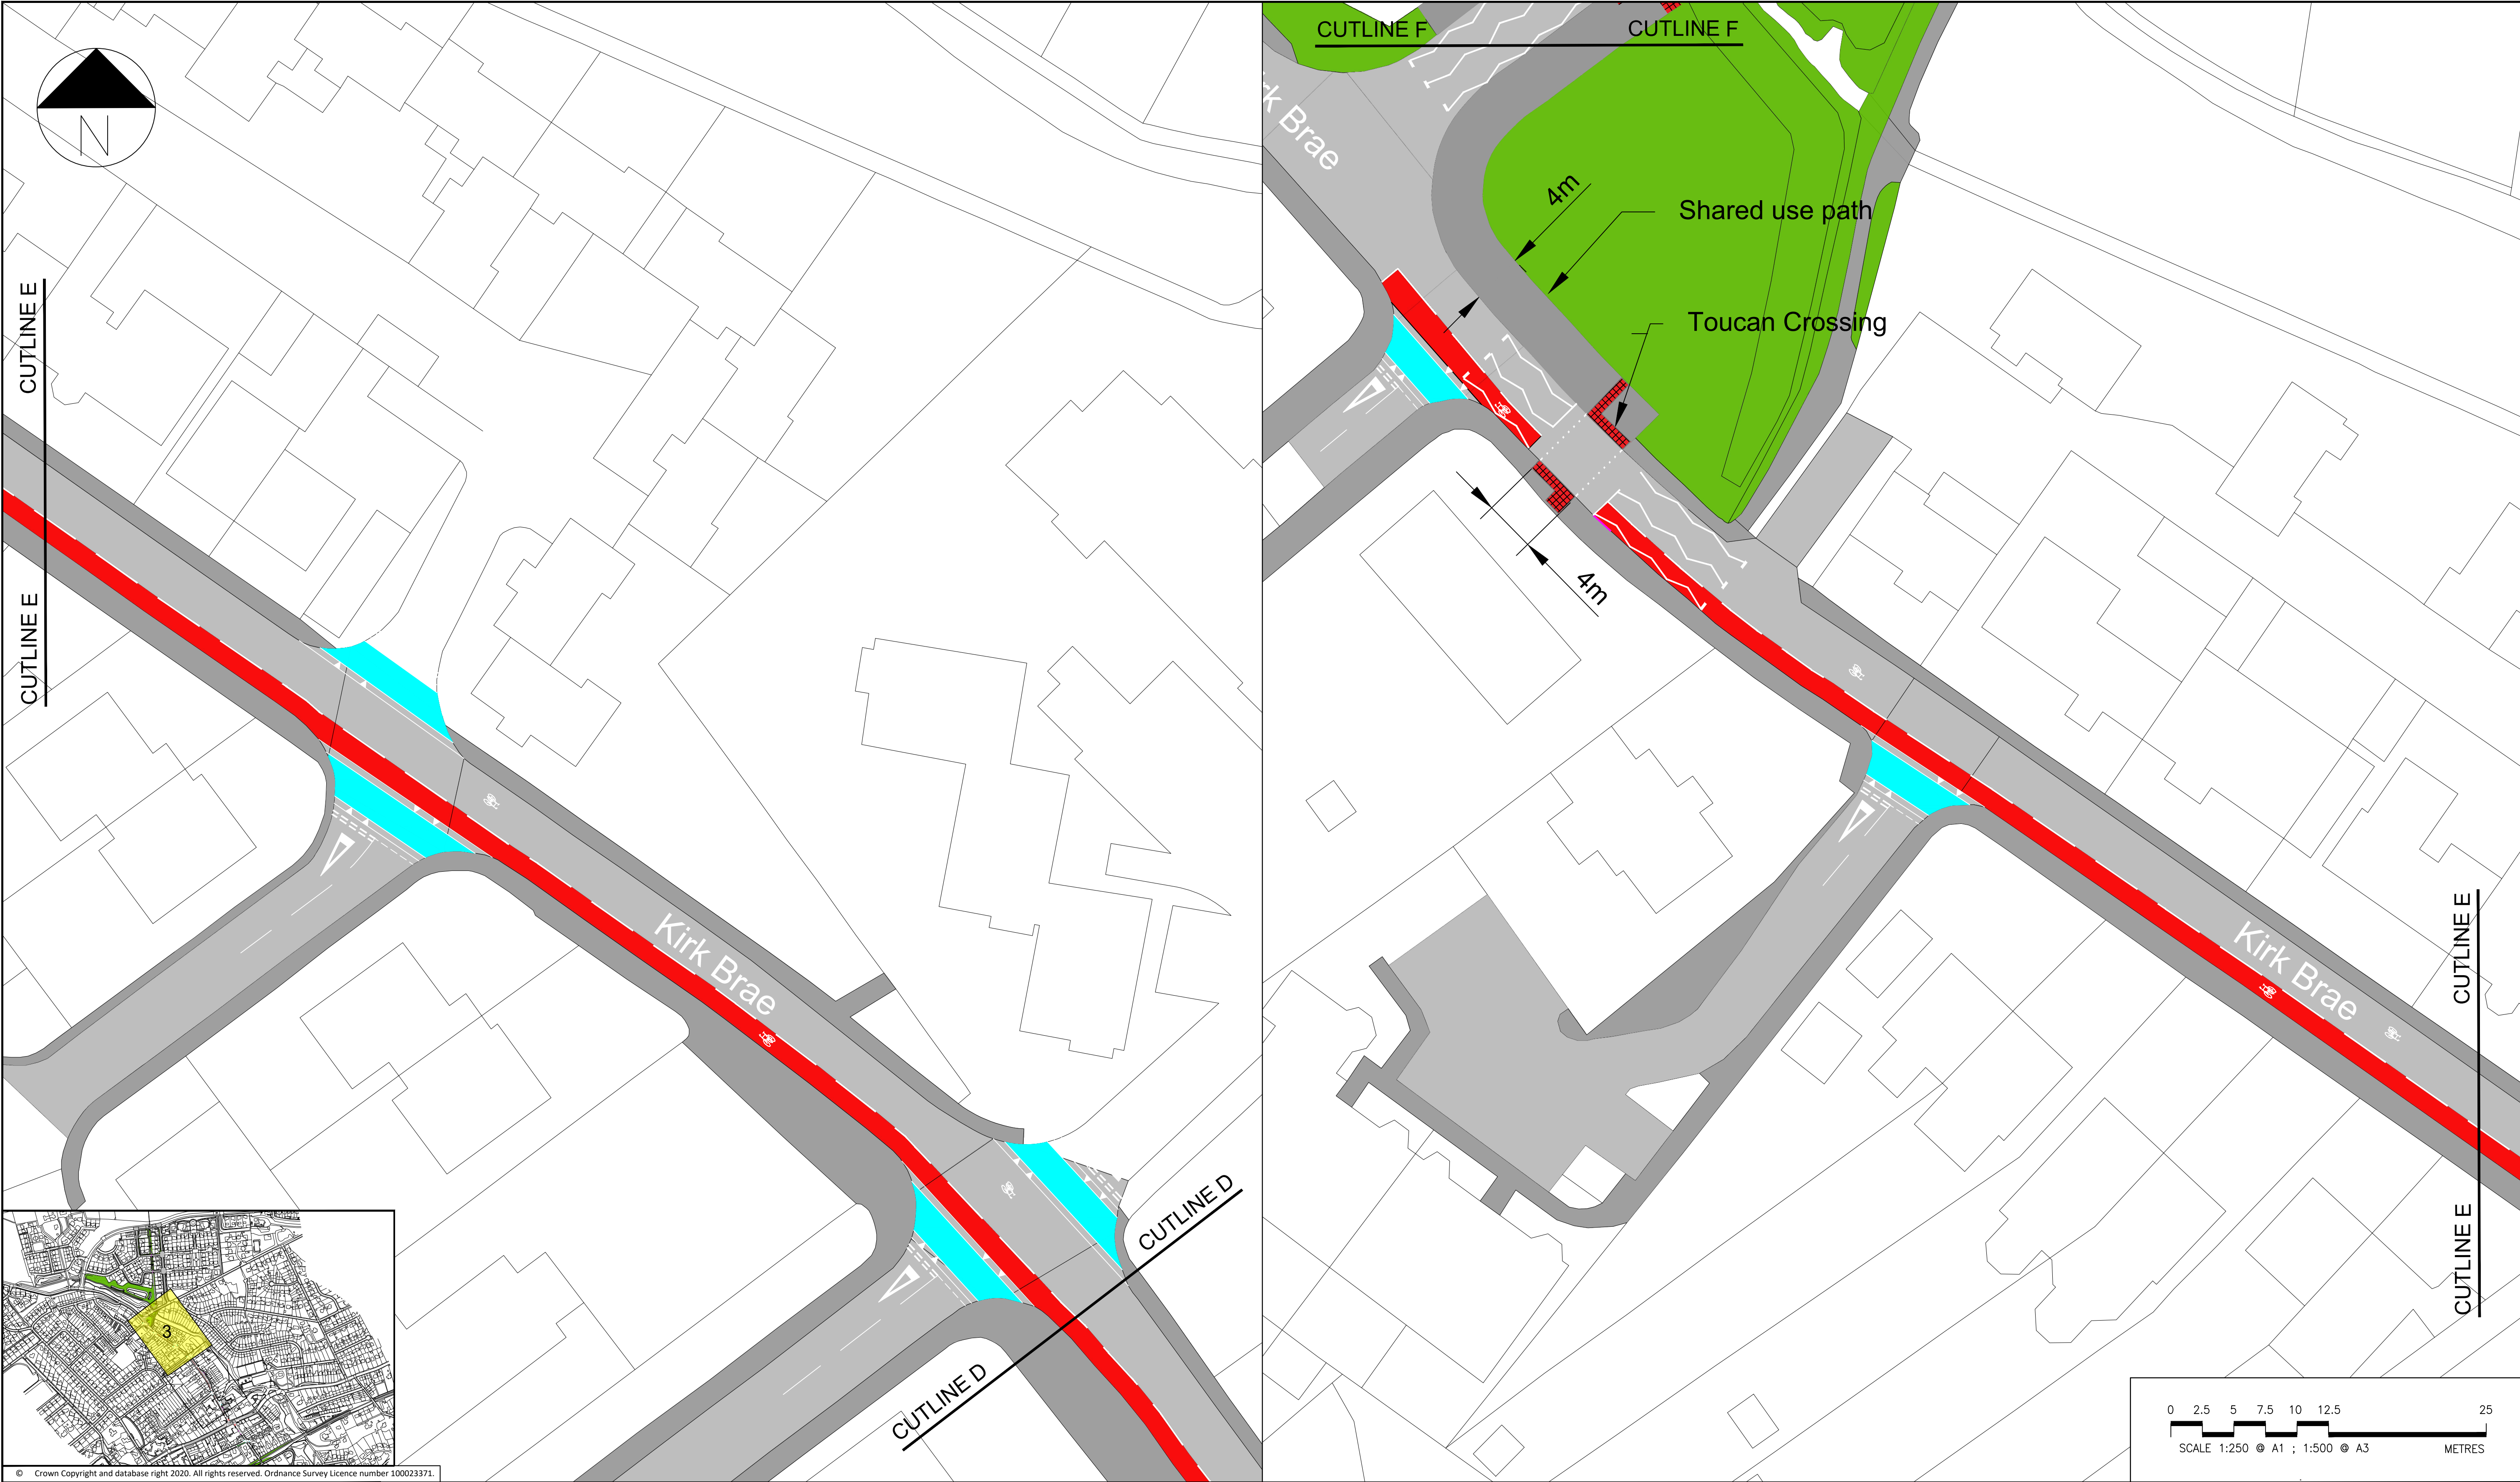 N
CUTLINE E
CUTLINE E
Kirk Brae
CUTLINE D
CUTLINE D
3
© Crown Copyright and database right 2020. All rights reserved. Ordnance Survey Licence number 100023371.
CUTLINE F
CUTLINE F
rk Brae
4m
Shared use path
Toucan Crossing
4m
Kirk Brae
CUTLINE E
CUTLINE E
0 2.5 5 7.5 10 12.5 25
SCALE 1:250 @ A1 ; 1:500 @ A3 METRES